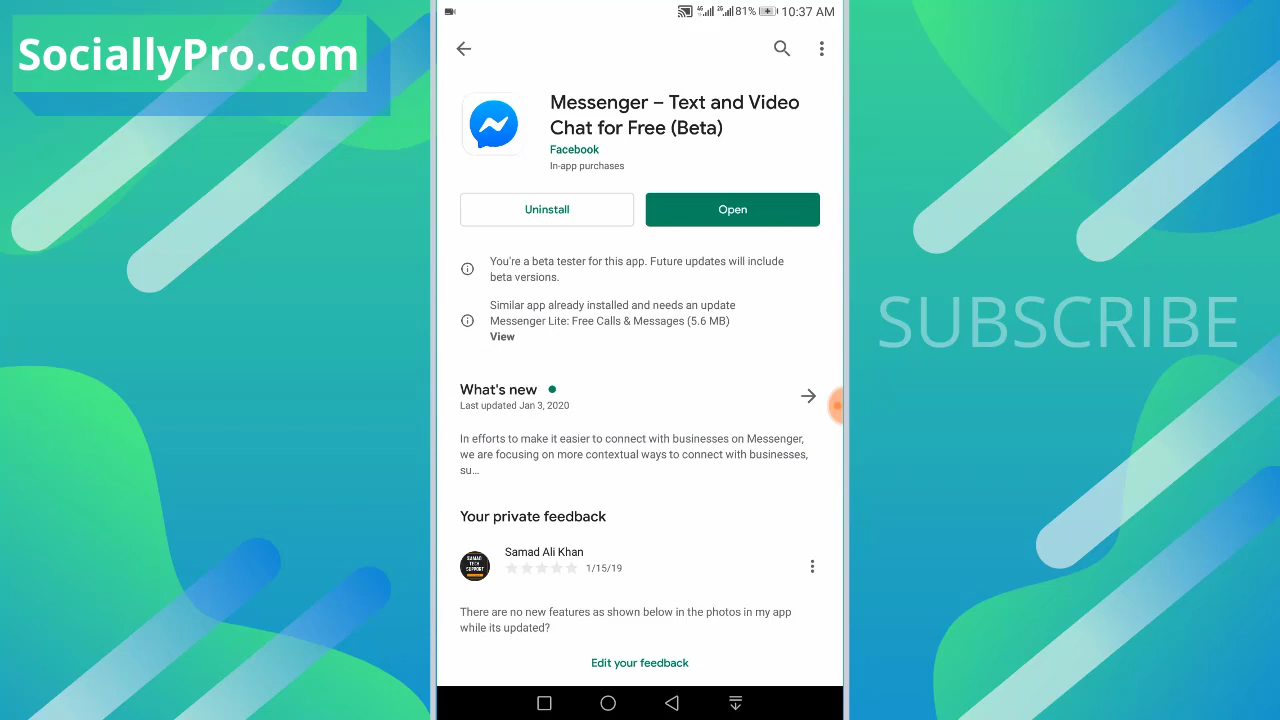 SociallyPro.com
81% 10:37 AM
Messenger – Text and Video
Chat for Free (Beta)
Facebook
In-app purchases
Uninstall
Open
You're a beta tester for this app. Future updates will include
beta versions.
Similar app already installed and needs an update
Messenger Lite: Free Calls & Messages (5.6 MB)
View
SUBSCRIBE
What's new
Last updated Jan 3, 2020
In efforts to make it easier to connect with businesses on Messenger,
we are focusing on more contextual ways to connect with businesses,
su...
Your private feedback
SAMAD
TECH
SUPPORT
Samad Ali Khan
1/15/19
There are no new features as shown below in the photos in my app
while its updated?
Edit your feedback